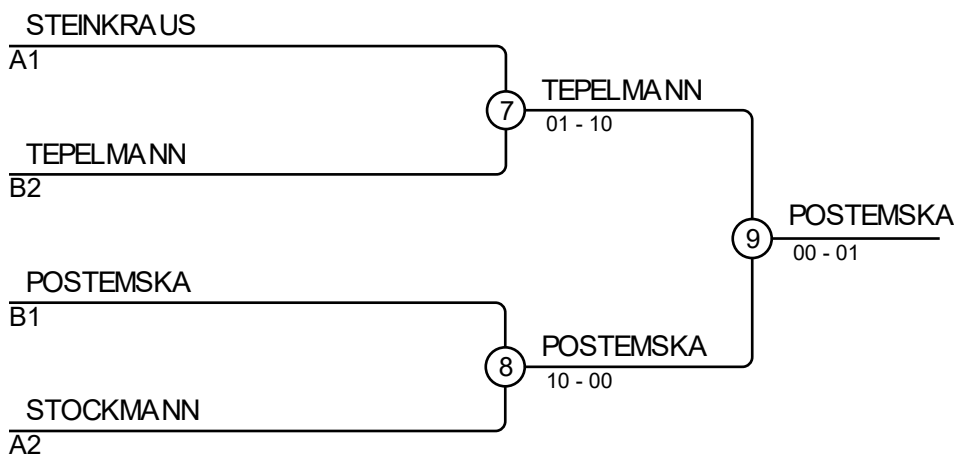 STEINKRAUS
A1
TEPELMANN
B2
7
TEPELMANN
01 - 10
POSTEMSKA
B1
8
POSTEMSKA
10 - 00
STOCKMANN
A2
9
POSTEMSKA
00 - 01